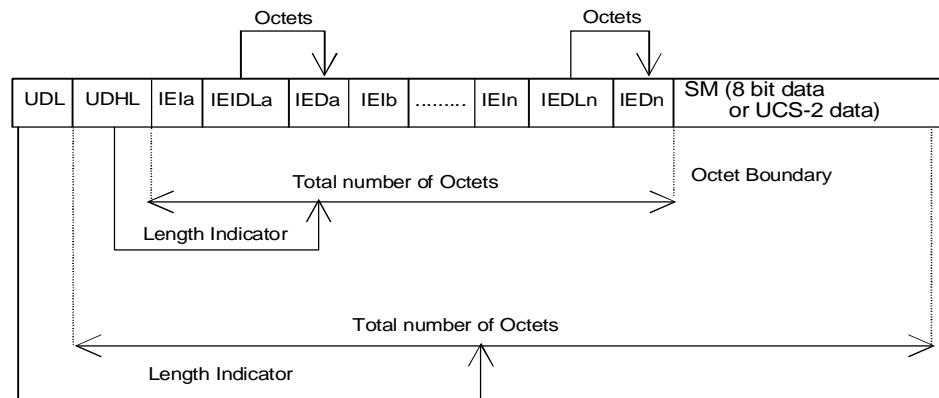 Octets
Octets
UDL UDHL IEIa IEIDLa IEDa IEIb ......... IEIn IEDLn IEDn SM (8 bit data
or UCS-2 data)
Total number of Octets
Octet Boundary
Length Indicator
Total number of Octets
Length Indicator